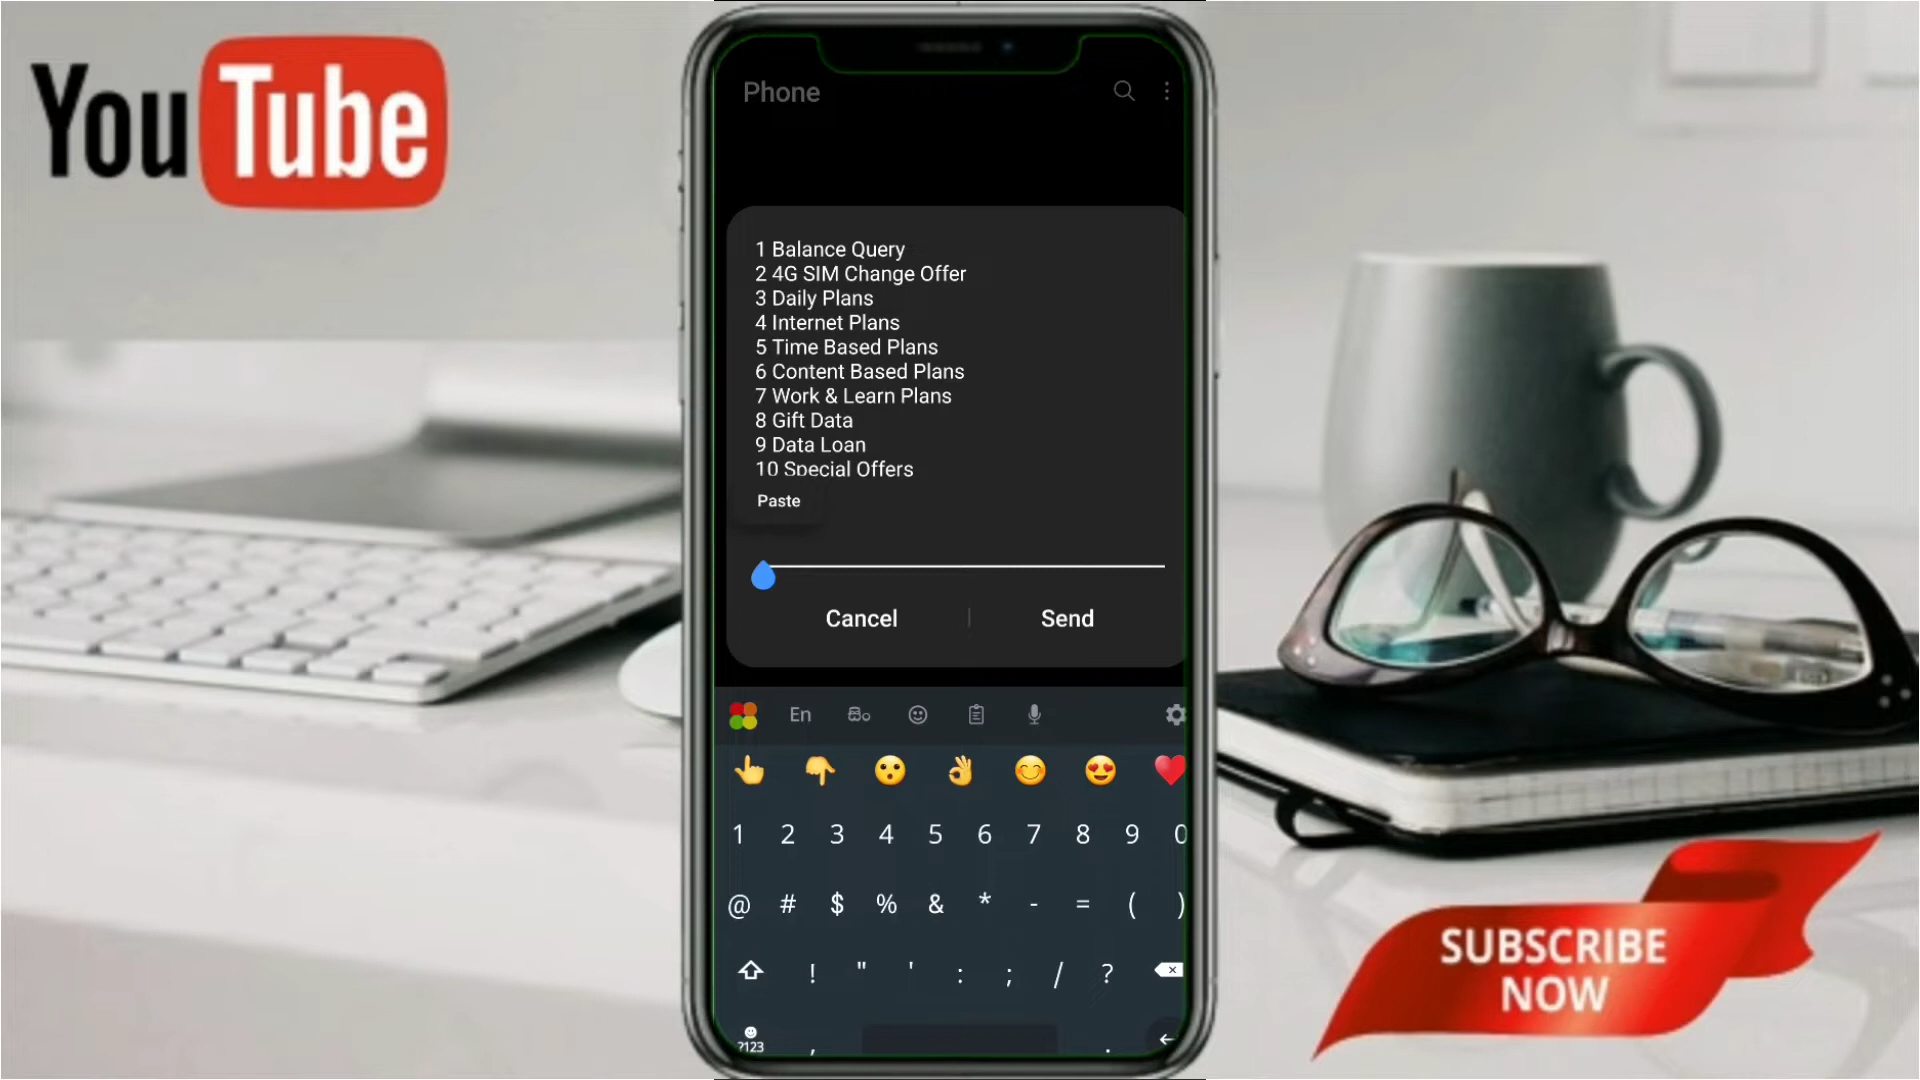 YouTube
Phone
1 Balance Query
2 4G SIM Change Offer
3 Daily Plans
4 Internet Plans
5 Time Based Plans
6 Content Based Plans
7 Work & Learn Plans
8 Gift Data
9 Data Loan
10 Special Offers
Paste
Cancel | Send
En
1 2 3 4 5 6 7 8 9 0
@ # $ % & * - = ( )
! " ' : ; / ?
?123 , .
SUBSCRIBE
NOW